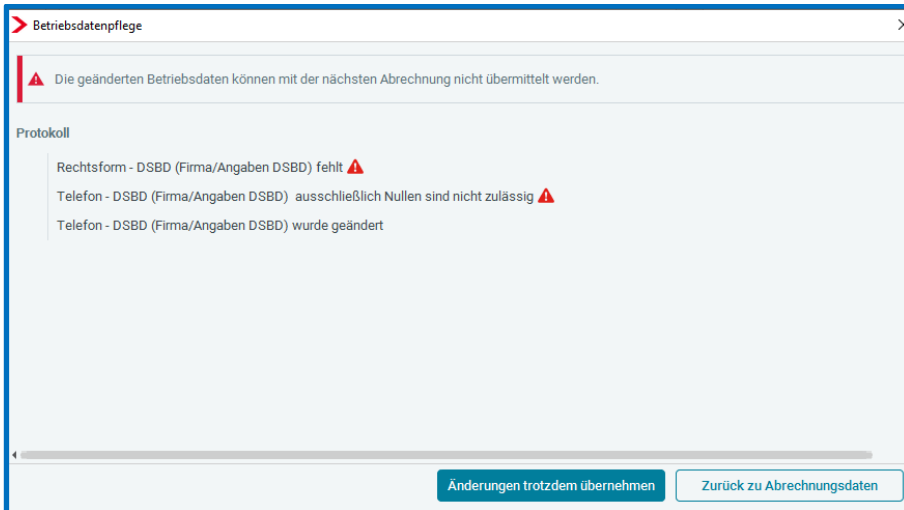 Betriebsdatenpflege
Die geänderten Betriebsdaten können mit der nächsten Abrechnung nicht übermittelt werden.
Protokoll
Rechtsform - DSBD (Firma/Angaben DSBD) fehlt
Telefon - DSBD (Firma/Angaben DSBD) ausschließlich Nullen sind nicht zulässig
Telefon - DSBD (Firma/Angaben DSBD) wurde geändert
Änderungen trotzdem übernehmen
Zurück zu Abrechnungsdaten